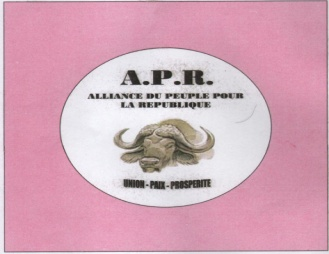 A.P.R.
ALLIANCE DU PEUPLE POUR
LA REPUBLIQUE
UNION - PAIX - PROSPERITE